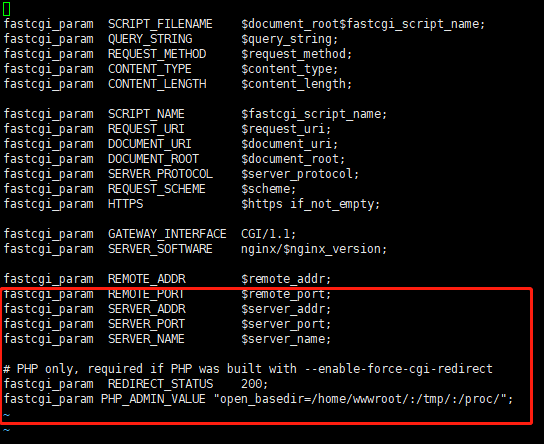 fastcgi_param  SCRIPT_FILENAME    $document_root$fastcgi_script_name;
fastcgi_param  QUERY_STRING       $query_string;
fastcgi_param  REQUEST_METHOD     $request_method;
fastcgi_param  CONTENT_TYPE       $content_type;
fastcgi_param  CONTENT_LENGTH     $content_length;

fastcgi_param  SCRIPT_NAME        $fastcgi_script_name;
fastcgi_param  REQUEST_URI        $request_uri;
fastcgi_param  DOCUMENT_URI       $document_uri;
fastcgi_param  DOCUMENT_ROOT      $document_root;
fastcgi_param  SERVER_PROTOCOL    $server_protocol;
fastcgi_param  REQUEST_SCHEME     $scheme;
fastcgi_param  HTTPS              $https if_not_empty;

fastcgi_param  GATEWAY_INTERFACE  CGI/1.1;
fastcgi_param  SERVER_SOFTWARE    nginx/$nginx_version;

fastcgi_param  REMOTE_ADDR        $remote_addr;
fastcgi_param  REMOTE_PORT        $remote_port;
fastcgi_param  SERVER_ADDR        $server_addr;
fastcgi_param  SERVER_PORT        $server_port;
fastcgi_param  SERVER_NAME        $server_name;

# PHP only, required if PHP was built with --enable-force-cgi-redirect
fastcgi_param  REDIRECT_STATUS    200;
fastcgi_param PHP_ADMIN_VALUE "open_basedir=/home/wwwroot/:/tmp/:/proc/";
~
~